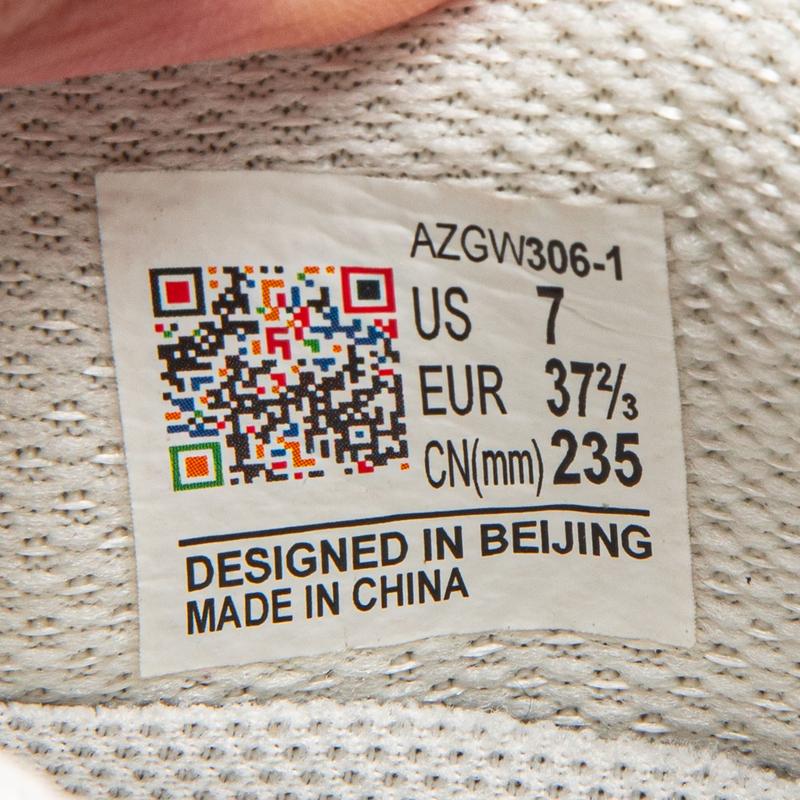 AZGW306-1
US 7
EUR 37⅔
CN(mm) 235
DESIGNED IN BEIJING
MADE IN CHINA